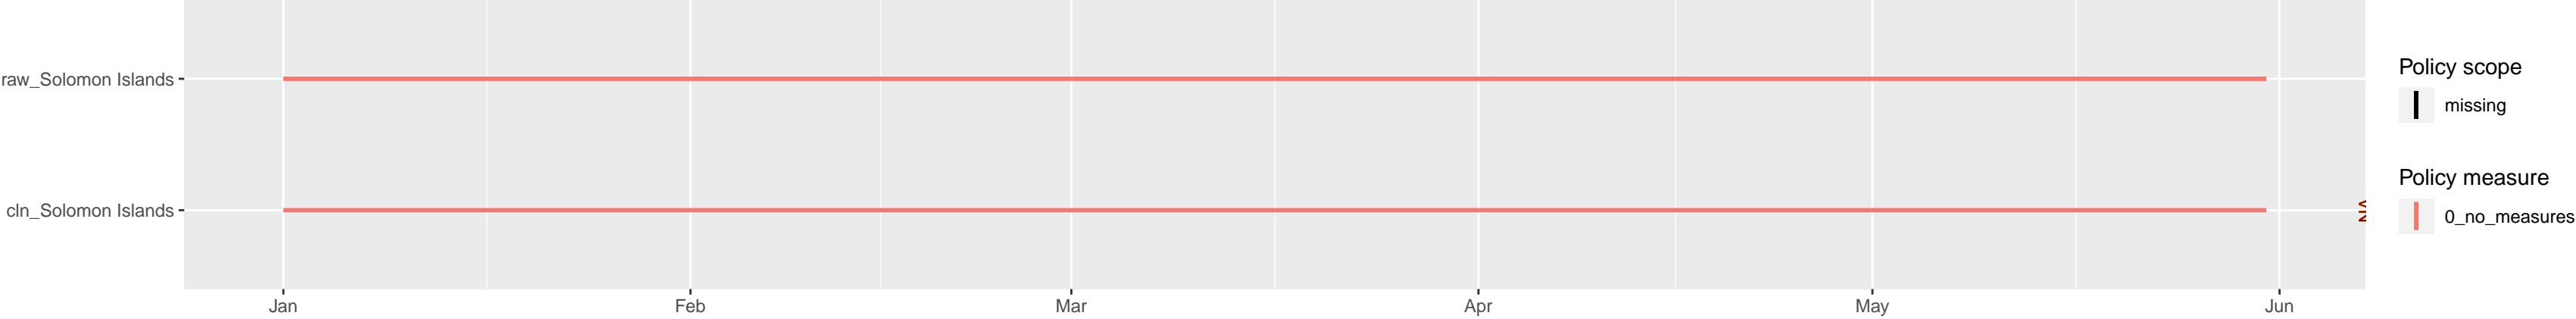 raw_Solomon Islands
cln_Solomon Islands
Jan
Feb
Mar
Apr
May
Jun
Policy scope
missing
Policy measure
0_no_measures